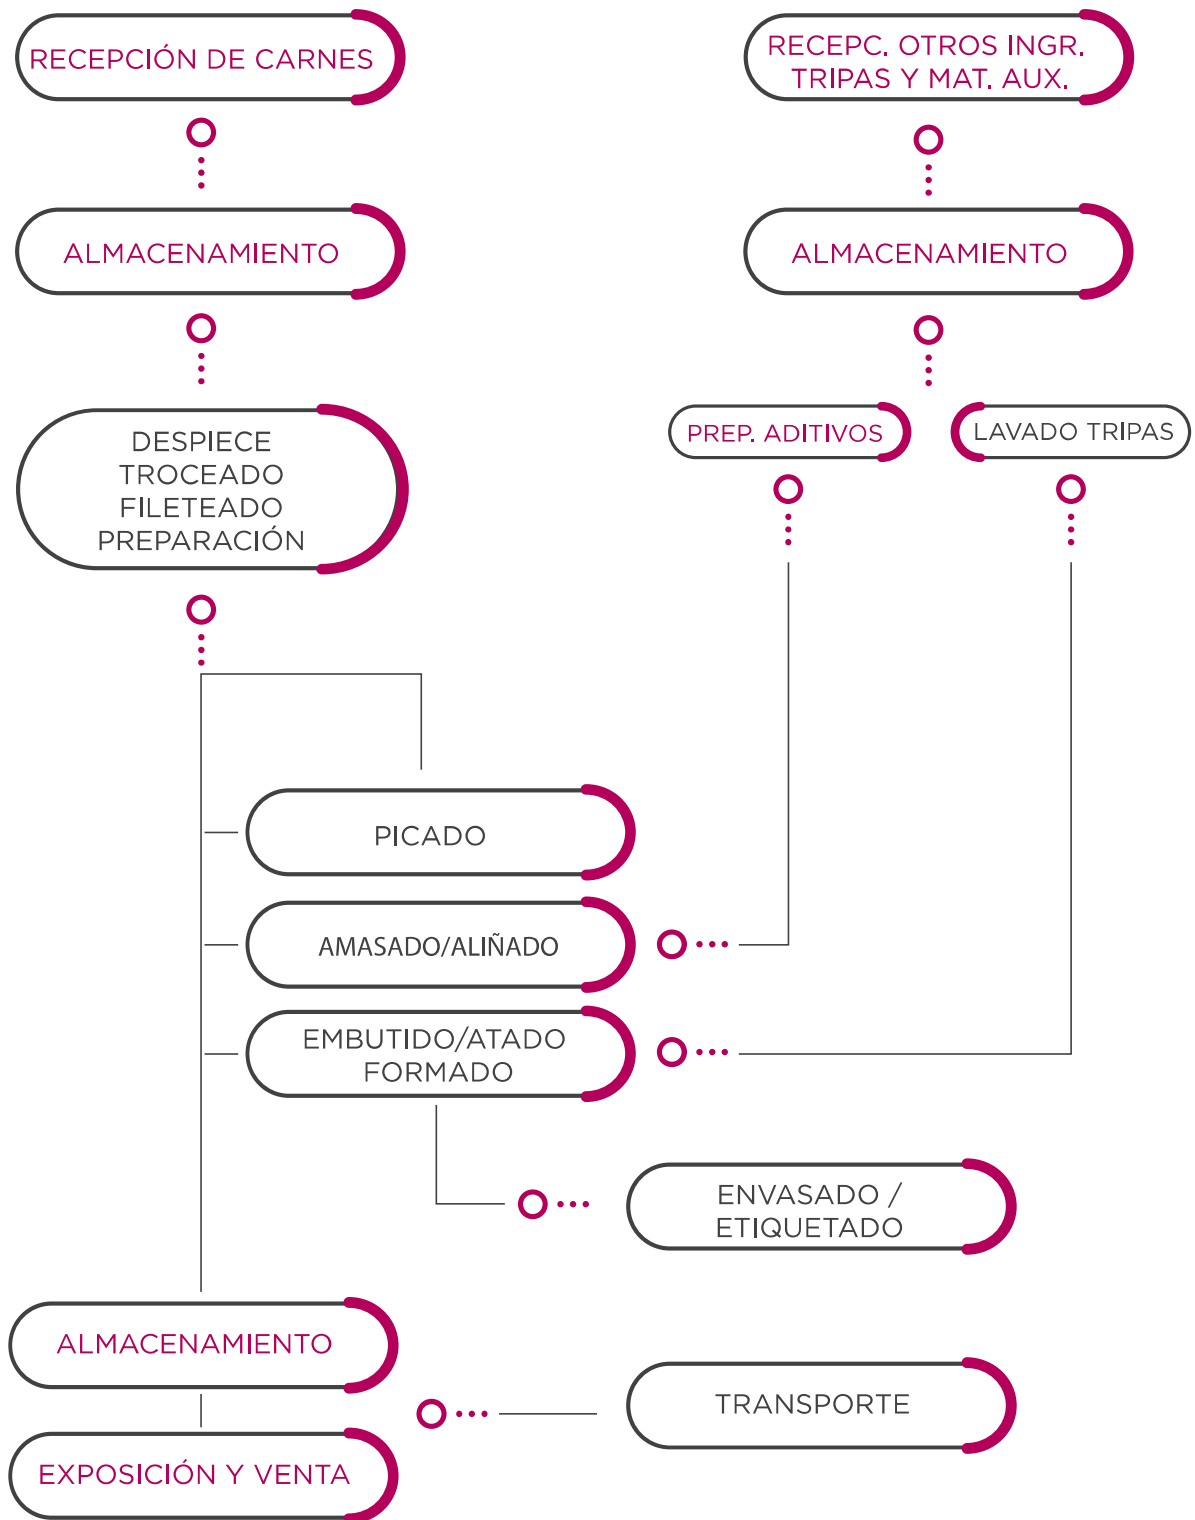 RECEPCIÓN DE CARNES
RECEPC. OTROS INGR.
TRIPAS Y MAT. AUX.
ALMACENAMIENTO
ALMACENAMIENTO
DESPIECE
TROCEADO
FILETEADO
PREPARACIÓN
PREP. ADITIVOS
LAVADO TRIPAS
PICADO
AMASADO/ALIÑADO
EMBUTIDO/ATADO
FORMADO
ENVASADO /
ETIQUETADO
ALMACENAMIENTO
TRANSPORTE
EXPOSICIÓN Y VENTA